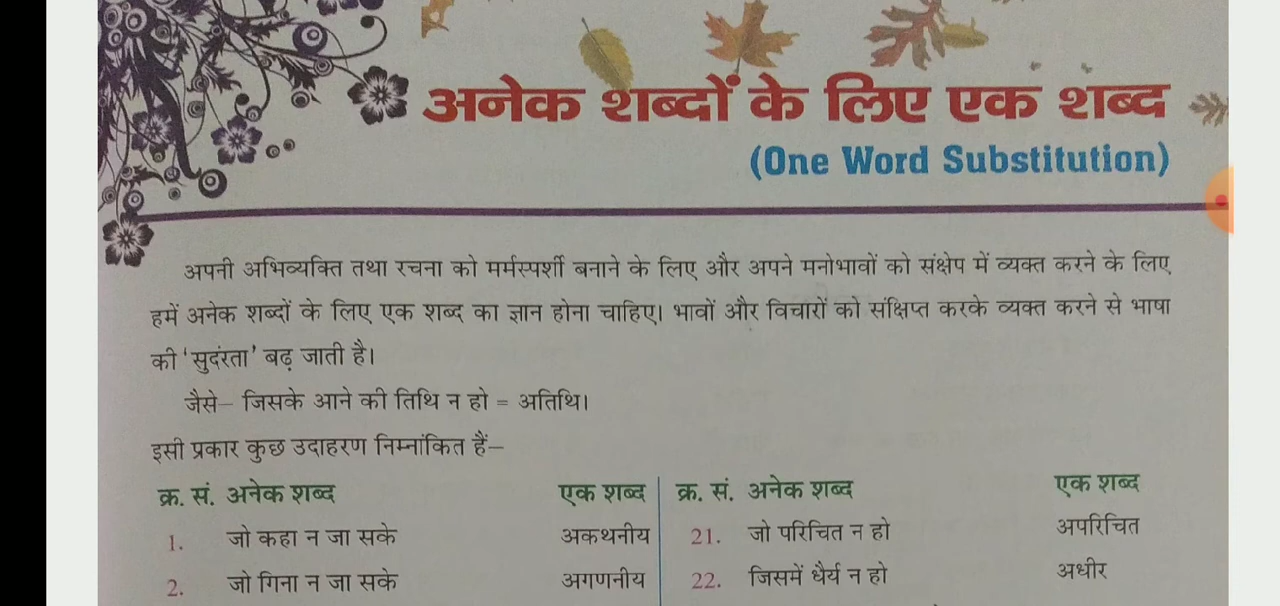 अनेक शब्दों के लिए एक शब्द
(One Word Substitution)
अपनी अभिव्यक्ति तथा रचना को मर्मस्पर्शी बनाने के लिए और अपने मनोभावों को संक्षेप में व्यक्त करने के लिए
हमें अनेक शब्दों के लिए एक शब्द का ज्ञान होना चाहिए। भावों और विचारों को संक्षिप्त करके व्यक्त करने से भाषा
की 'सुदंरता' बढ़ जाती है।
जैसे– जिसके आने की तिथि न हो = अतिथि।
इसी प्रकार कुछ उदाहरण निम्नांकित हैं–
क्र. सं. अनेक शब्द एक शब्द क्र. सं. अनेक शब्द एक शब्द
1. जो कहा न जा सके अकथनीय 21. जो परिचित न हो अपरिचित
2. जो गिना न जा सके अगणनीय 22. जिसमें धैर्य न हो अधीर